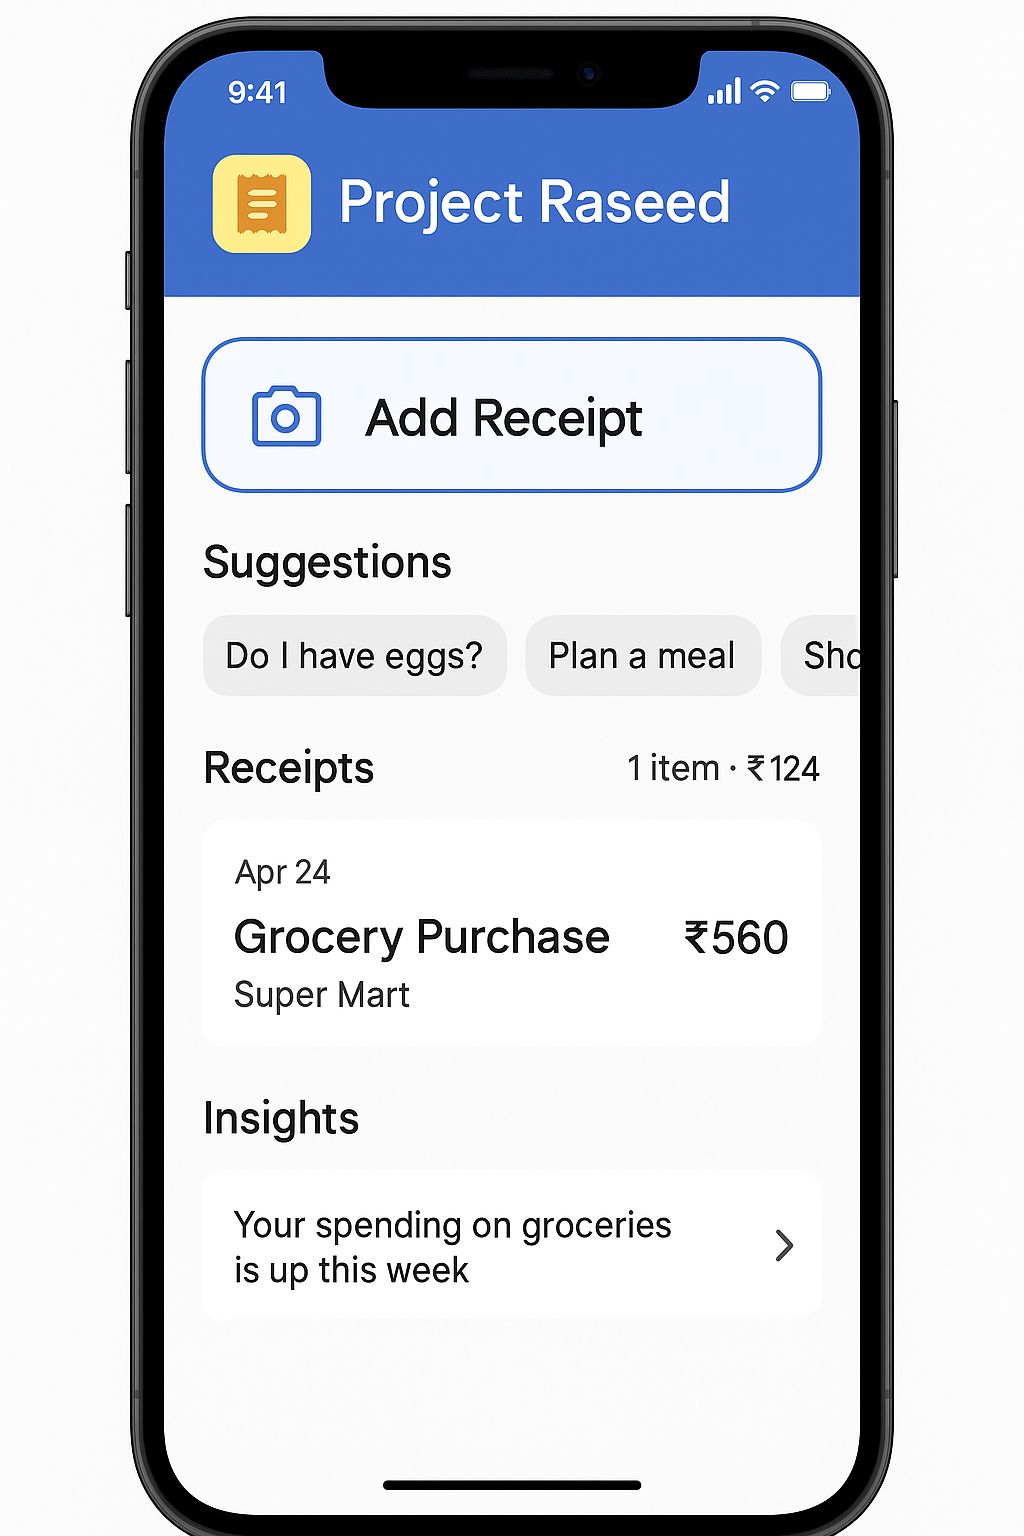 9:41
Project Raseed
Add Receipt
Suggestions
Do I have eggs? Plan a meal
Receipts 1 item · ₹124
Apr 24
Grocery Purchase ₹560
Super Mart
Insights
Your spending on groceries
is up this week